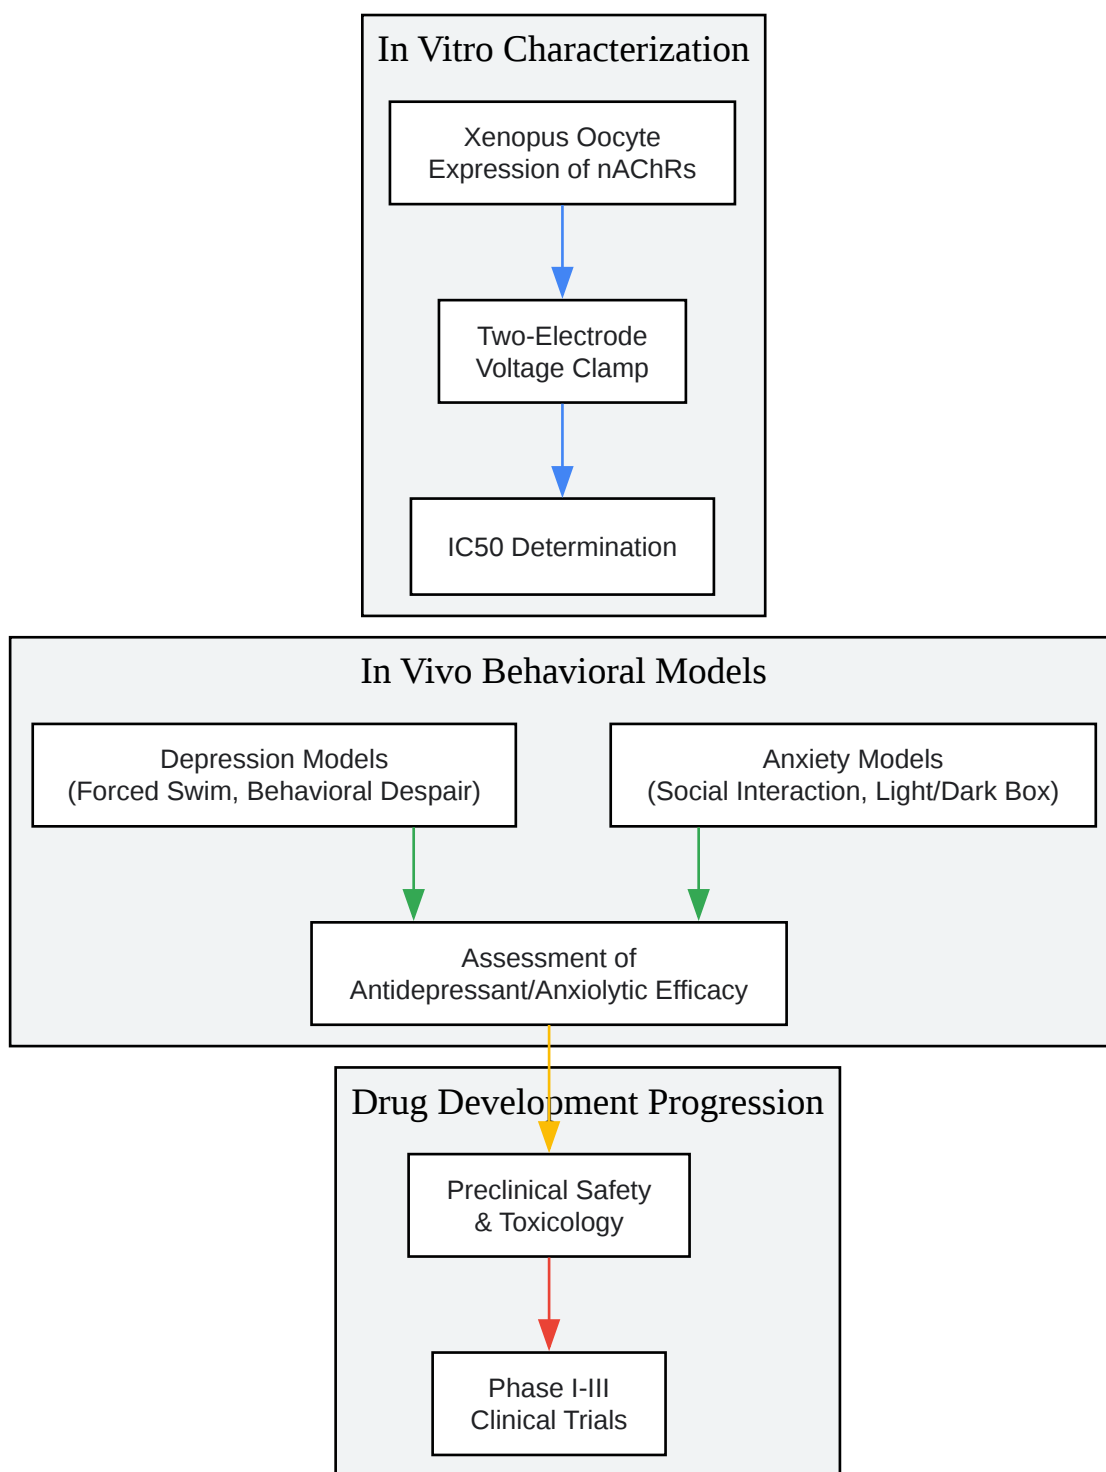 In Vitro Characterization
Xenopus Oocyte
Expression of nAChRs
Two-Electrode
Voltage Clamp
IC50 Determination
In Vivo Behavioral Models
Depression Models
(Forced Swim, Behavioral Despair)
Anxiety Models
(Social Interaction, Light/Dark Box)
Assessment of
Antidepressant/Anxiolytic Efficacy
Drug Development Progression
Preclinical Safety
& Toxicology
Phase I-III
Clinical Trials